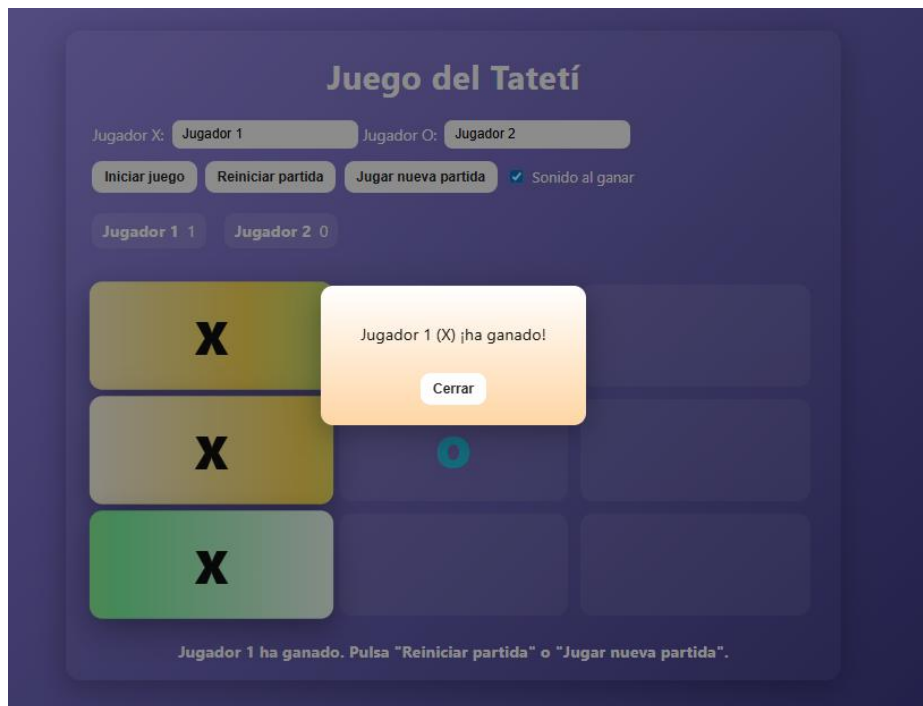 Juego del Tatetí
Jugador X: Jugador 1 Jugador O: Jugador 2
Iniciar juego Reiniciar partida Jugar nueva partida Sonido al ganar
Jugador 1 1 Jugador 2 0
X
Jugador 1 (X) ¡ha ganado!
Cerrar
X O
X
Jugador 1 ha ganado. Pulsa "Reiniciar partida" o "Jugar nueva partida".